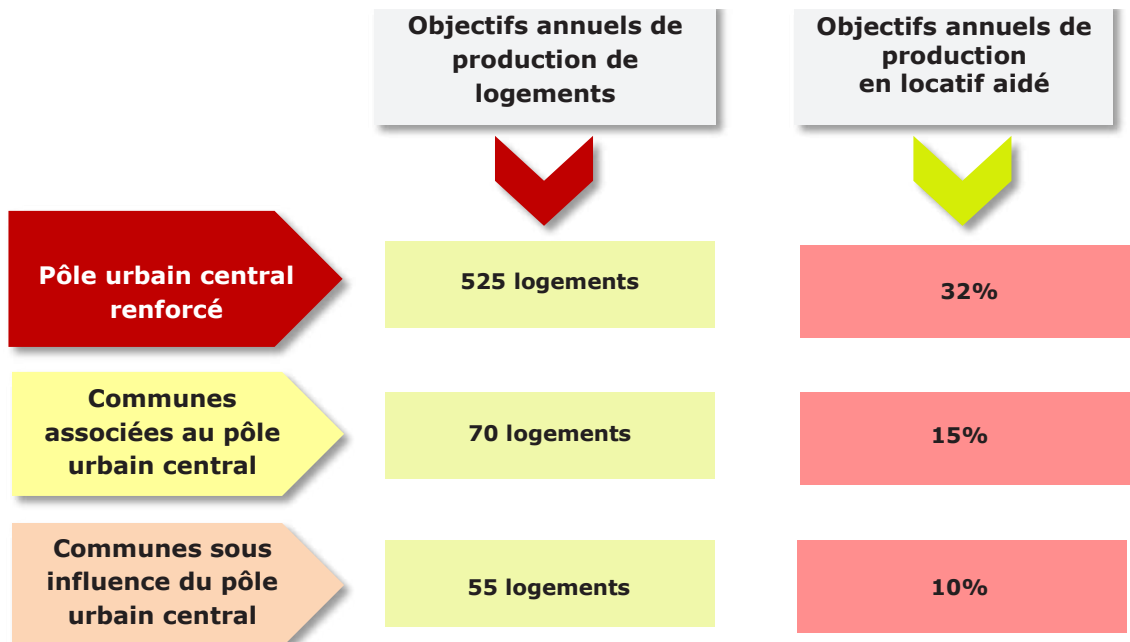 Objectifs annuels de
production de
logements
Objectifs annuels de
production
en locatif aidé
Pôle urbain central
renforcé
525 logements
32%
Communes
associées au pôle
urbain central
70 logements
15%
Communes sous
influence du pôle
urbain central
55 logements
10%